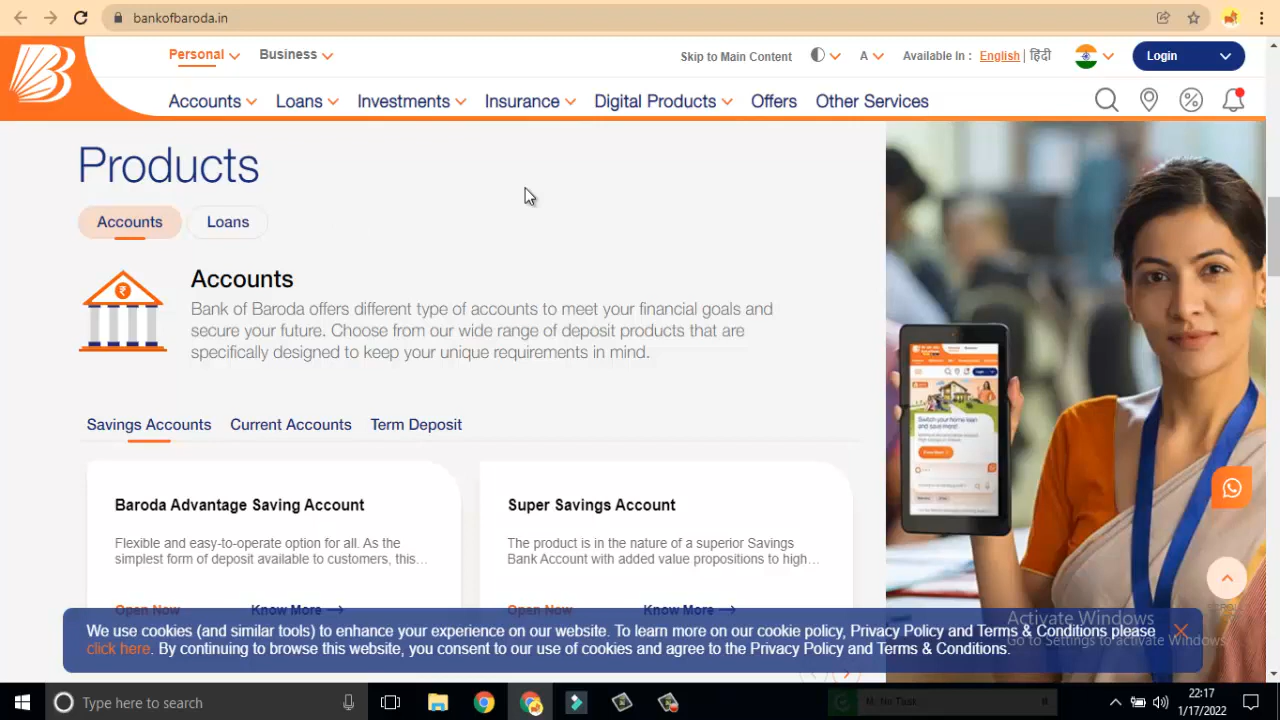 bankofbaroda.in
Personal Business Skip to Main Content A Available In : English | हिंदी Login
Accounts Loans Investments Insurance Digital Products Offers Other Services
Products
Accounts Loans
Accounts
Bank of Baroda offers different type of accounts to meet your financial goals and
secure your future. Choose from our wide range of deposit products that are
specifically designed to keep your unique requirements in mind.
Savings Accounts Current Accounts Term Deposit
Baroda Advantage Saving Account
Flexible and easy-to-operate option for all. As the
simplest form of deposit available to customers, this...
Open Now Know More
Super Savings Account
The product is in the nature of a superior Savings
Bank Account with added value propositions to high...
Open Now Know More
Switch your home loan
and save more!
We use cookies (and similar tools) to enhance your experience on our website. To learn more on our cookie policy, Privacy Policy and Terms & Conditions please
click here. By continuing to browse this website, you consent to our use of cookies and agree to the Privacy Policy and Terms & Conditions.
Activate Windows
Go to Settings to activate Windows.
Type here to search
No Task
22:17
1/17/2022